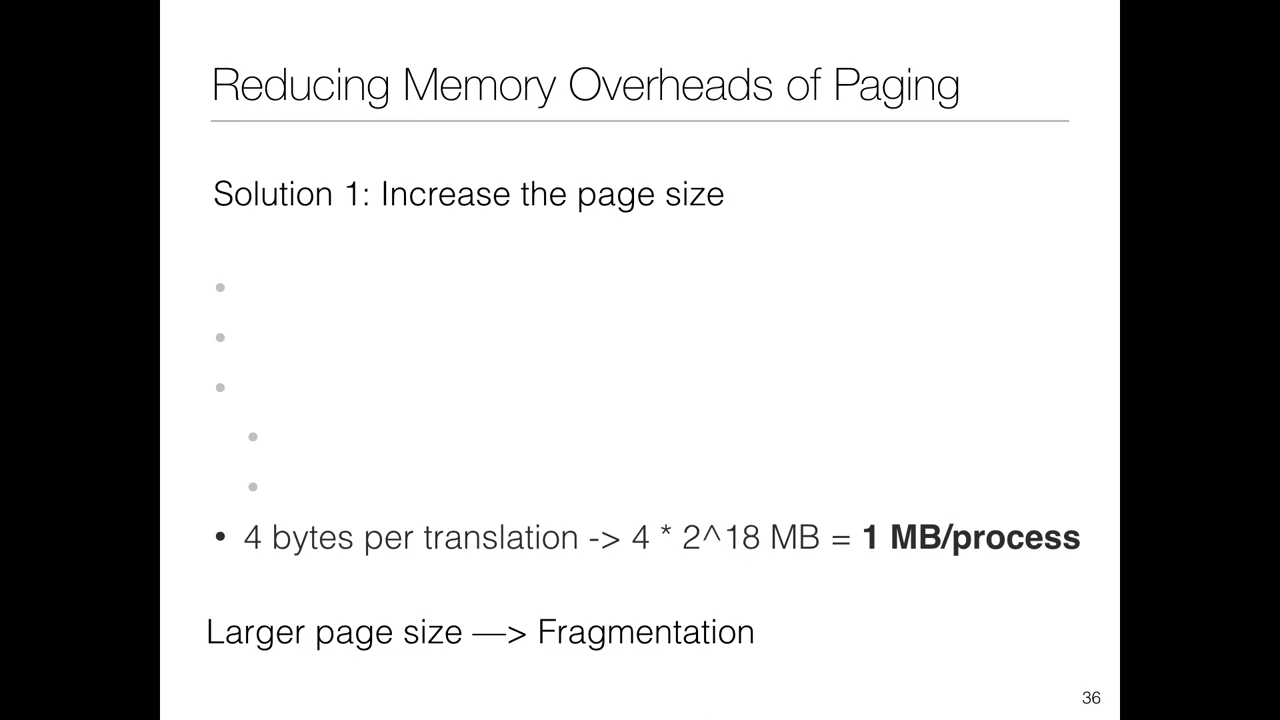 Reducing Memory Overheads of Paging
Solution 1: Increase the page size
•
•
•
•
•
• 4 bytes per translation -> 4 * 2^18 MB = 1 MB/process
Larger page size —> Fragmentation
36